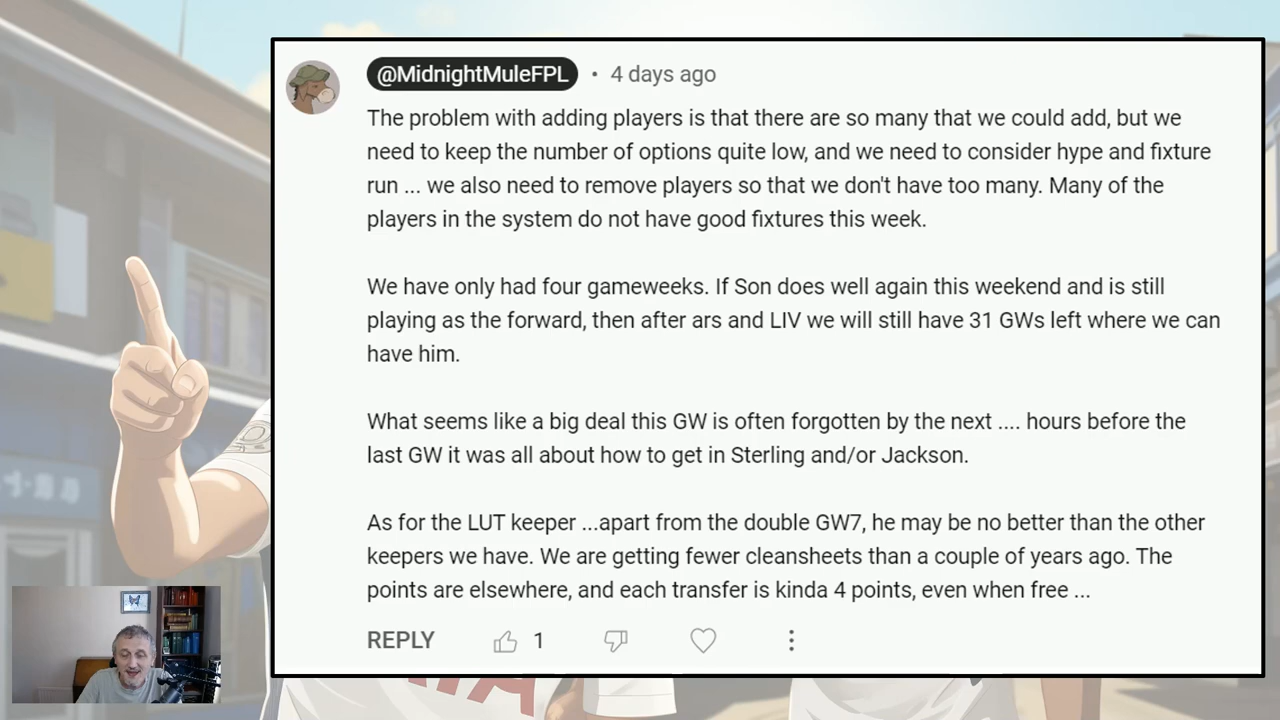 @MidnightMuleFPL • 4 days ago
The problem with adding players is that there are so many that we could add, but we
need to keep the number of options quite low, and we need to consider hype and fixture
run ... we also need to remove players so that we don't have too many. Many of the
players in the system do not have good fixtures this week.
We have only had four gameweeks. If Son does well again this weekend and is still
playing as the forward, then after ars and LIV we will still have 31 GWs left where we can
have him.
What seems like a big deal this GW is often forgotten by the next .... hours before the
last GW it was all about how to get in Sterling and/or Jackson.
As for the LUT keeper ...apart from the double GW7, he may be no better than the other
keepers we have. We are getting fewer cleansheets than a couple of years ago. The
points are elsewhere, and each transfer is kinda 4 points, even when free ...
REPLY 1